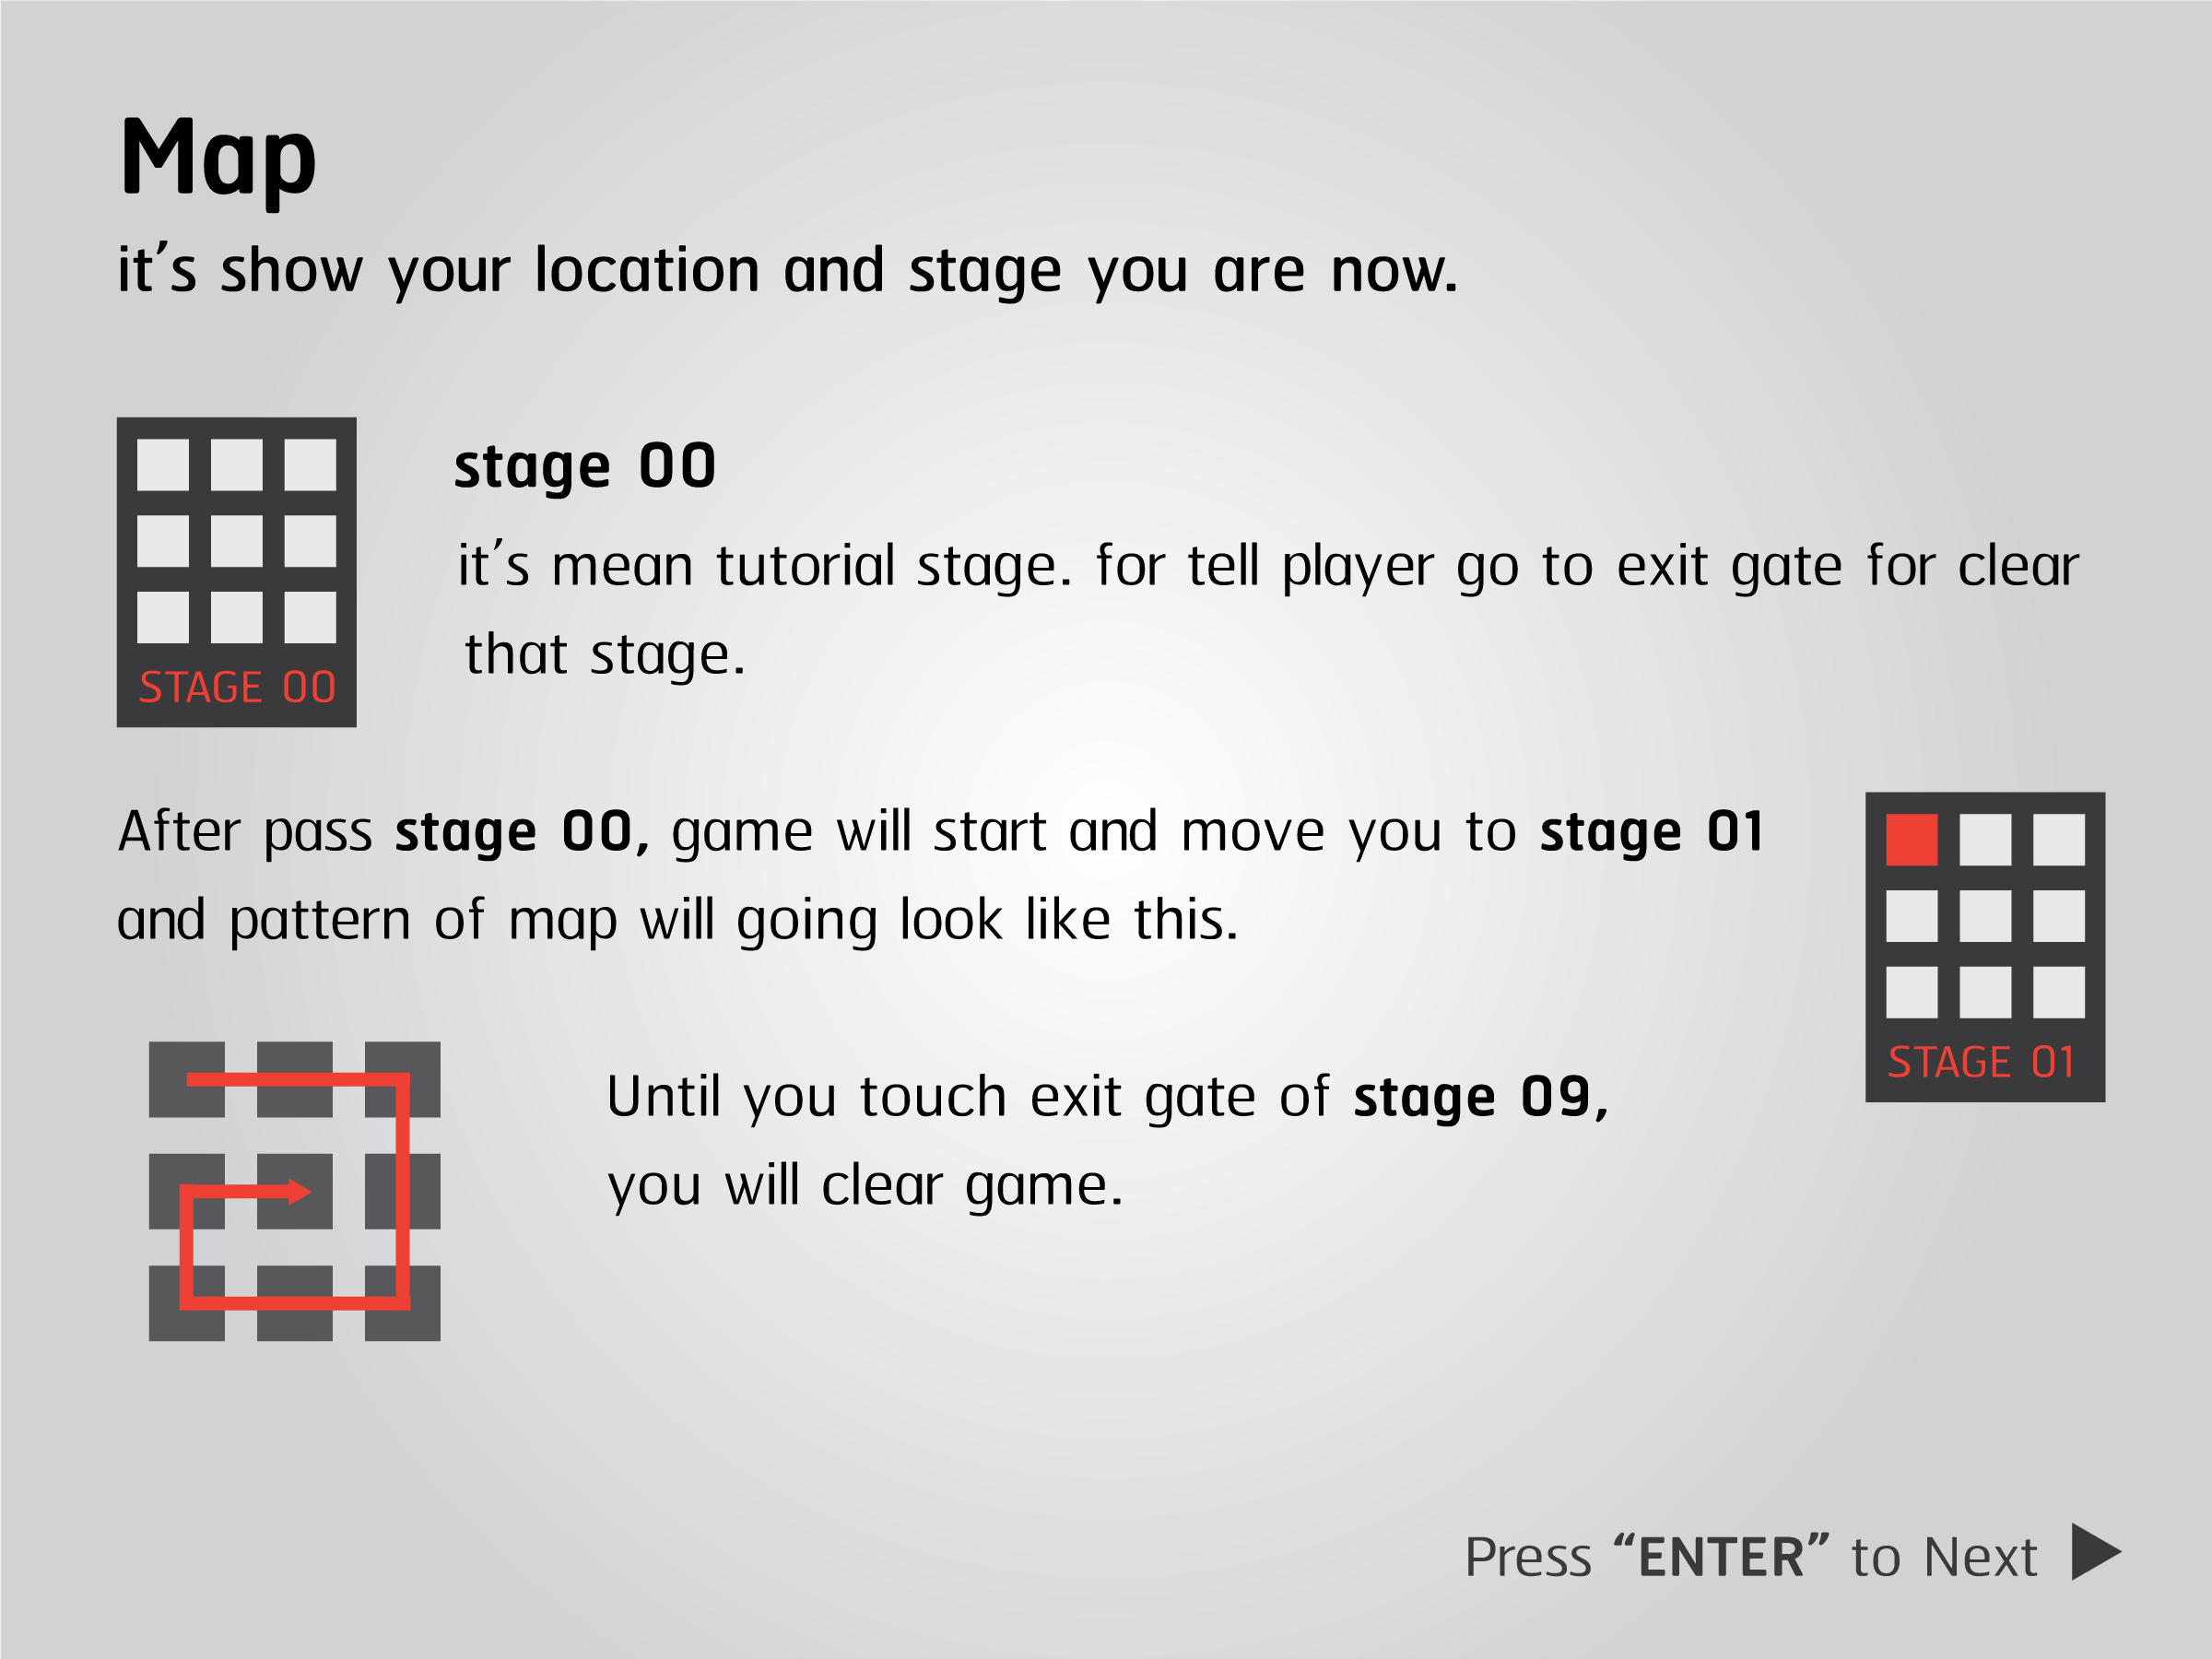 Map
it's show your location and stage you are now.
stage 00
it's mean tutorial stage. for tell player go to exit gate for clear
that stage.
STAGE 00
After pass stage 00, game will start and move you to stage 01
and pattern of map will going look like this.
STAGE 01
Until you touch exit gate of stage 09,
you will clear game.
Press “ENTER” to Next